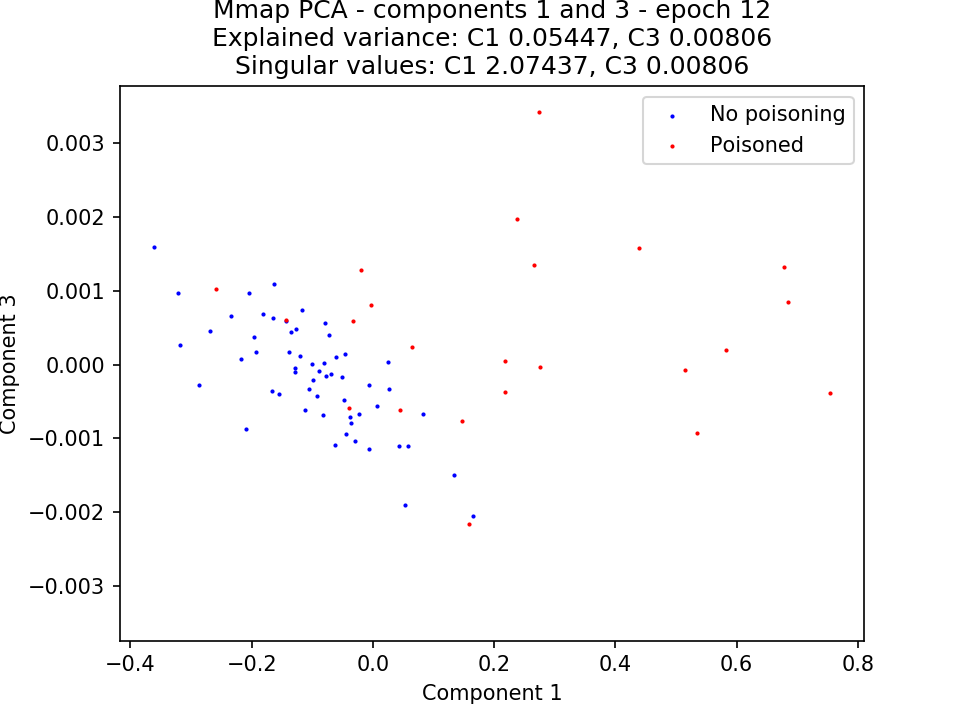 Mmap PCA - components 1 and 3 - epoch 12
Explained variance: C1 0.05447, C3 0.00806
Singular values: C1 2.07437, C3 0.00806
No poisoning
Poisoned
0.003
0.002
0.001
0.000
−0.001
−0.002
−0.003
Component 3
−0.4
−0.2
0.0
0.2
0.4
0.6
0.8
Component 1